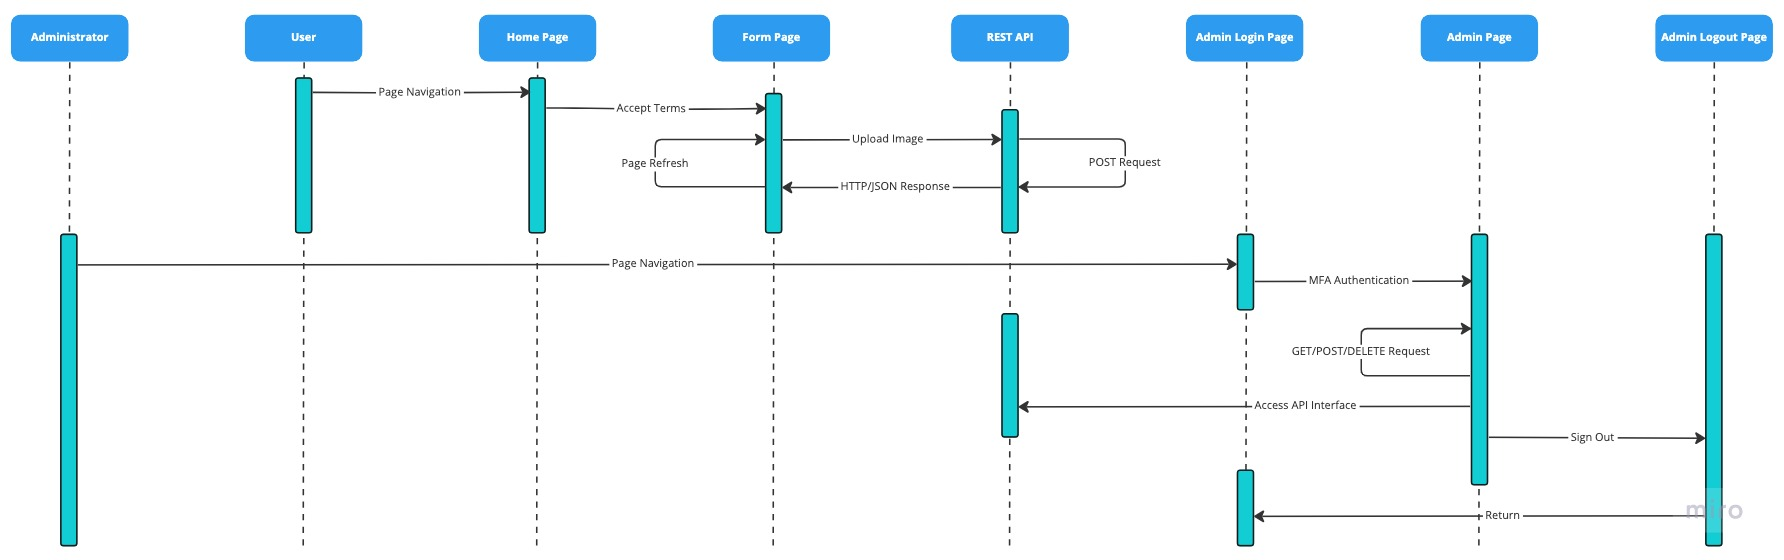 Administrator
User
Home Page
Form Page
REST API
Admin Login Page
Admin Page
Admin Logout Page
Page Navigation
Accept Terms
Upload Image
Page Refresh
POST Request
HTTP/JSON Response
Page Navigation
MFA Authentication
GET/POST/DELETE Request
Access API Interface
Sign Out
Return
miro